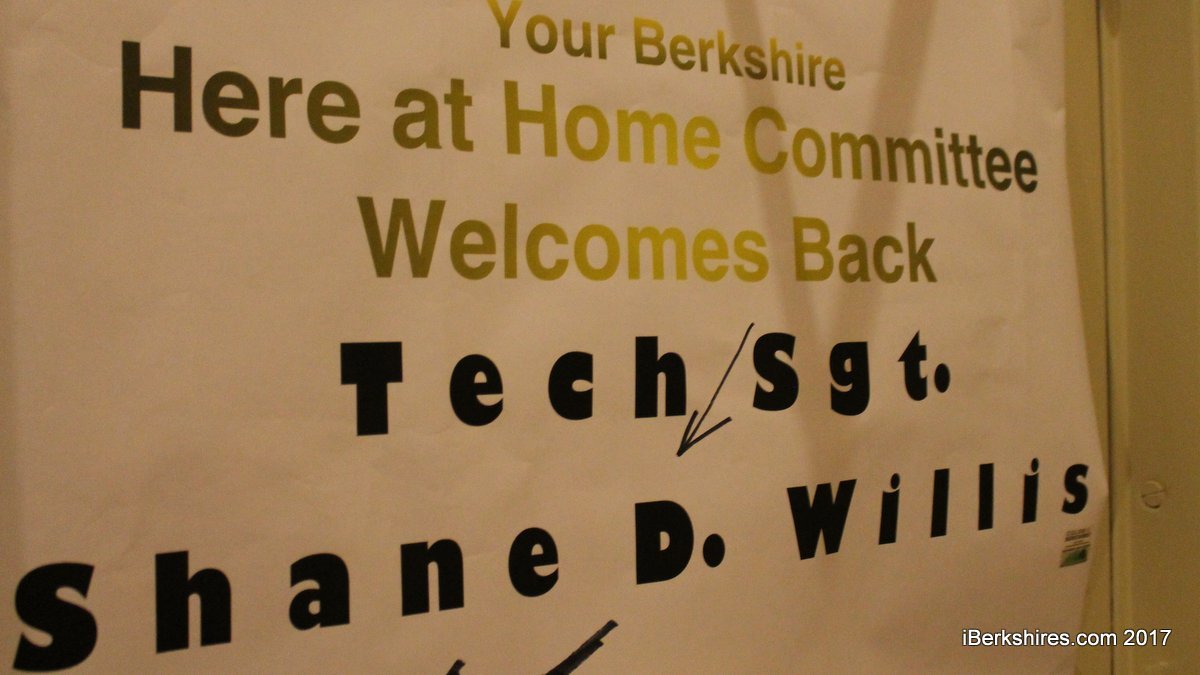 Your Berkshire
Here at Home Committee
Welcomes Back
Tech Sgt.
Shane D. Willis
iBerkshires.com 2017